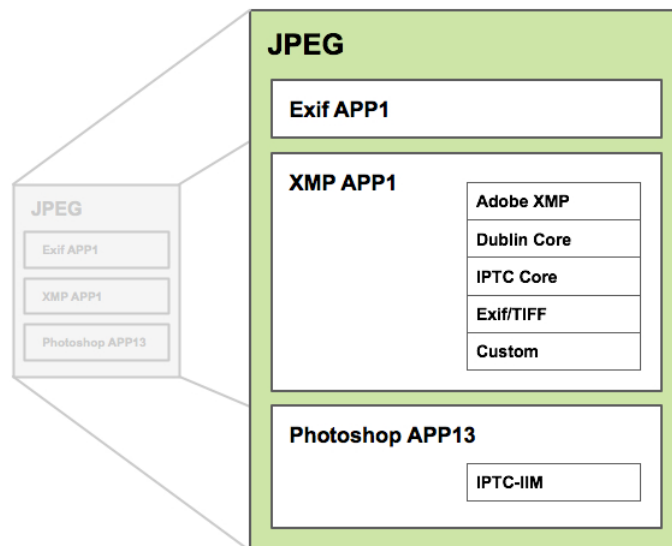 JPEG
Exif APP1
XMP APP1
Adobe XMP
Dublin Core
IPTC Core
Exif/TIFF
Custom
Photoshop APP13
IPTC-IIM
JPEG
Exif APP1
XMP APP1
Photoshop APP13